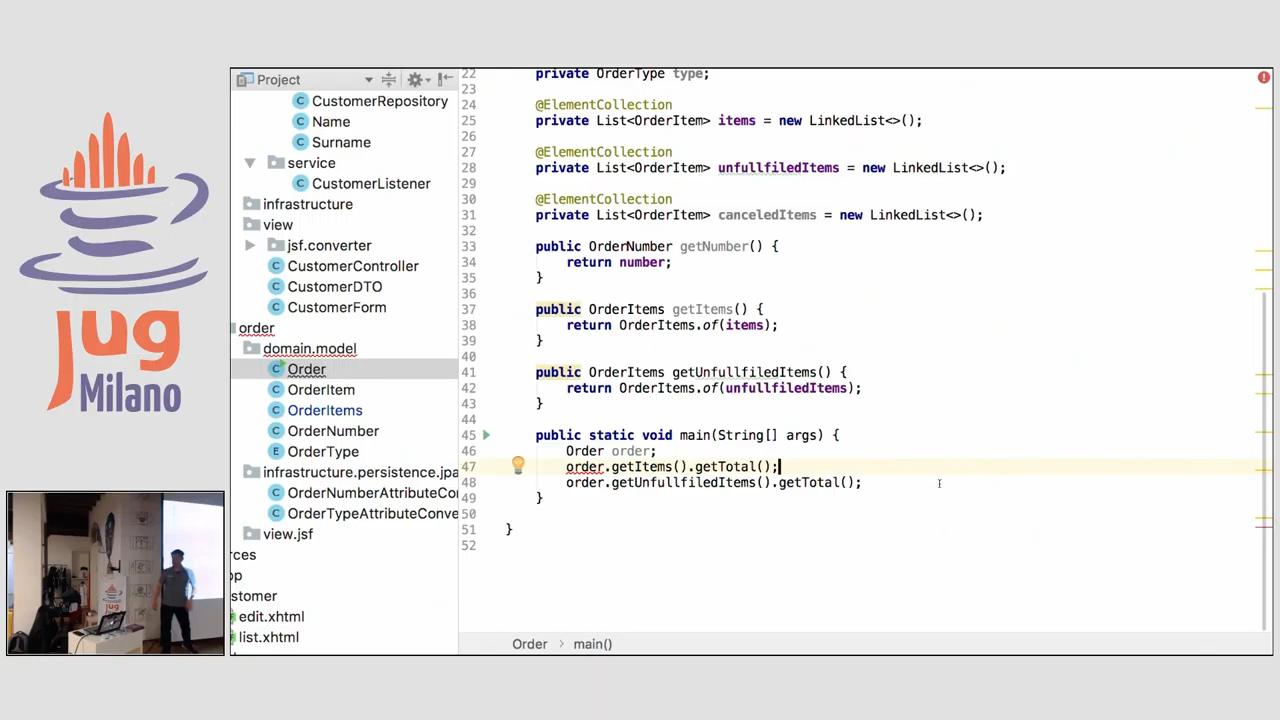 jug
Milano
Project
CustomerRepository
Name
Surname
service
CustomerListener
infrastructure
view
jsf.converter
CustomerController
CustomerDTO
CustomerForm
order
domain.model
Order
OrderItem
OrderItems
OrderNumber
OrderType
infrastructure.persistence.jpa
OrderNumberAttributeCo
OrderTypeAttributeConve
view.jsf
rces
op
stomer
edit.xhtml
list.xhtml
22 private OrderType type;
23
24 @ElementCollection
25 private List<OrderItem> items = new LinkedList<>();
26
27 @ElementCollection
28 private List<OrderItem> unfullfiledItems = new LinkedList<>();
29
30 @ElementCollection
31 private List<OrderItem> canceledItems = new LinkedList<>();
32
33 public OrderNumber getNumber() {
34 return number;
35 }
36
37 public OrderItems getItems() {
38 return OrderItems.of(items);
39 }
40
41 public OrderItems getUnfullfiledItems() {
42 return OrderItems.of(unfullfiledItems);
43 }
44
45 public static void main(String[] args) {
46 Order order;
47 order.getItems().getTotal();
48 order.getUnfullfiledItems().getTotal();
49 }
50
51 }
52
Order > main()